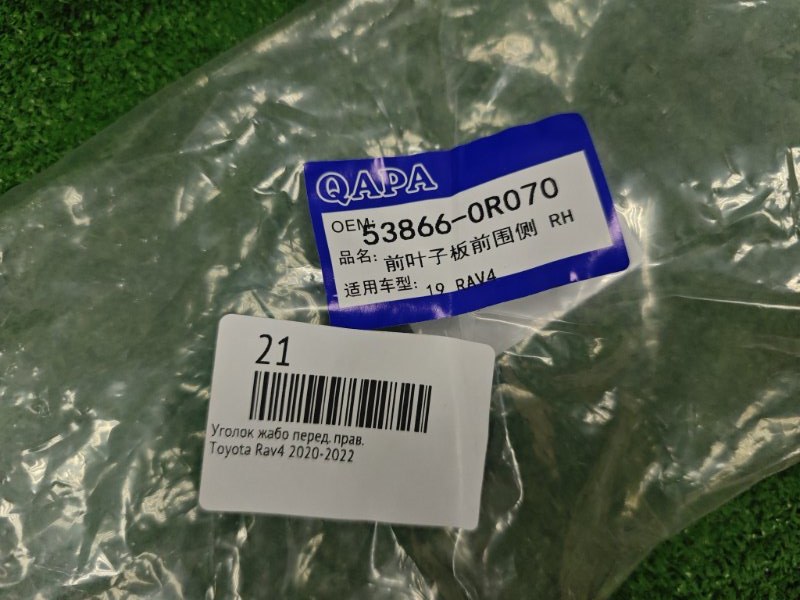 QAPA
OEM: 53866-0R070
品名: 前叶子板前围侧 RH
适用车型: 19 RAV4
21
Уголок жабо перед. прав.
Toyota Rav4 2020-2022